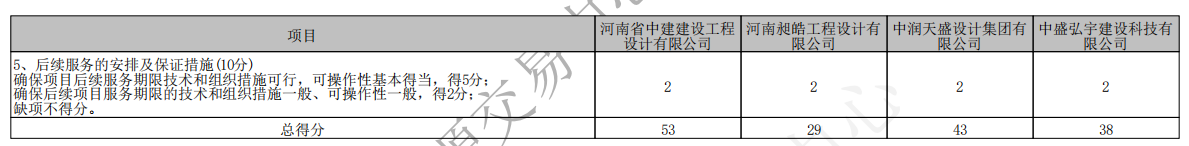 项目
河南省中建建设工程
设计有限公司
河南昶皓工程设计有
限公司
中润天盛设计集团有
限公司
中盛弘宇建设科技有
限公司
5、后续服务的安排及保证措施(10分)
确保项目后续服务期限技术和组织措施可行，可操作性基本得当，得5分；
确保后续项目服务期限的技术和组织措施一般、可操作性一般，得2分；
缺项不得分。
2
2
2
2
总得分
53
29
43
38
源交易中心
中心